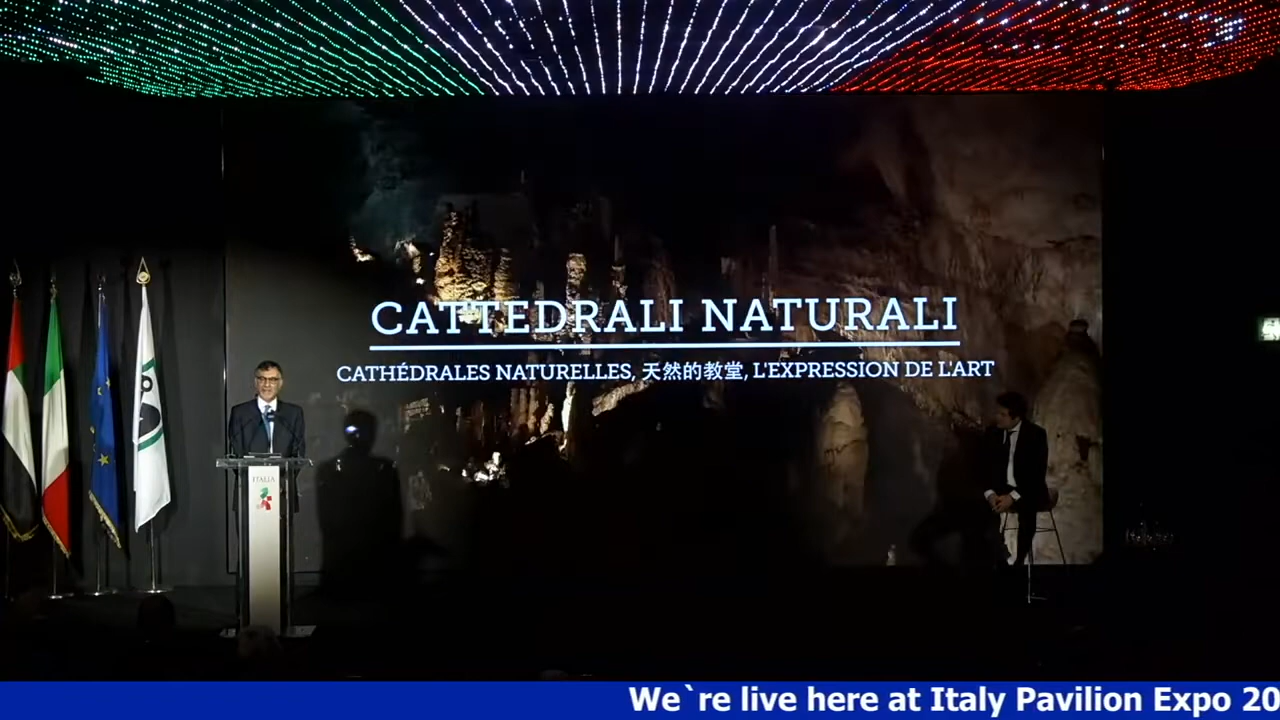 CATTEDRALI NATURALI
CATHÉDRALES NATURELLES, 天然的教堂, L'EXPRESSION DE L'ART
ITALIA
We`re live here at Italy Pavilion Expo 20